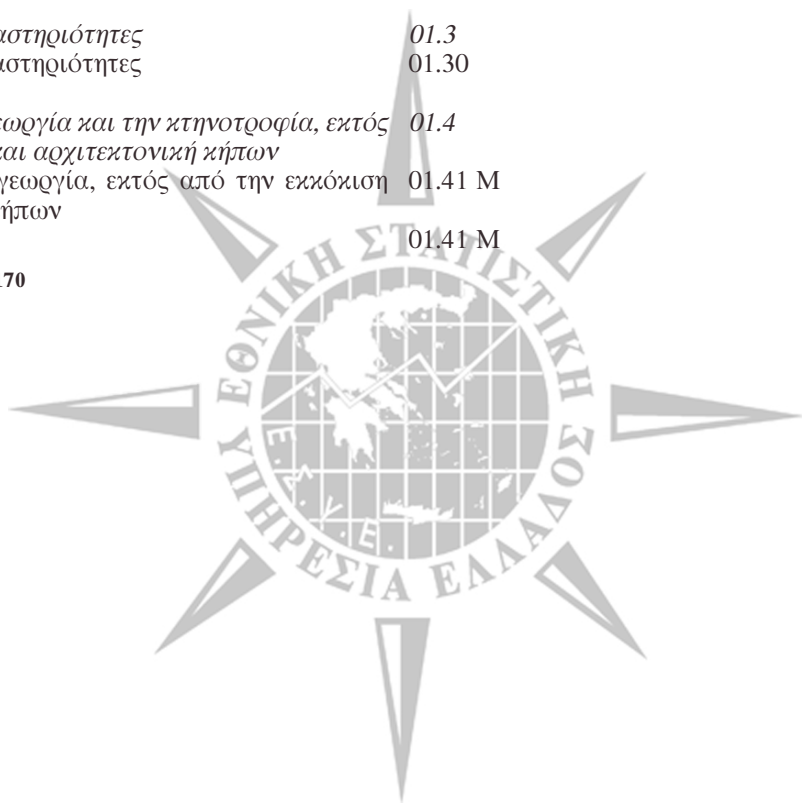 αστηριότητες 01.3
αστηριότητες 01.30
εωργία και την κτηνοτροφία, εκτός 01.4
και αρχιτεκτονική κήπων
γεωργία, εκτός από την εκκόκιση 01.41 Μ
ήπων
01.41 Μ
170
ΕΘΝΙΚΗ ΣΤΑΤΙΣΤΙΚΗ
ΥΠΗΡΕΣΙΑ ΕΛΛΑΔΟΣ
Ε.Σ.Υ.Ε.